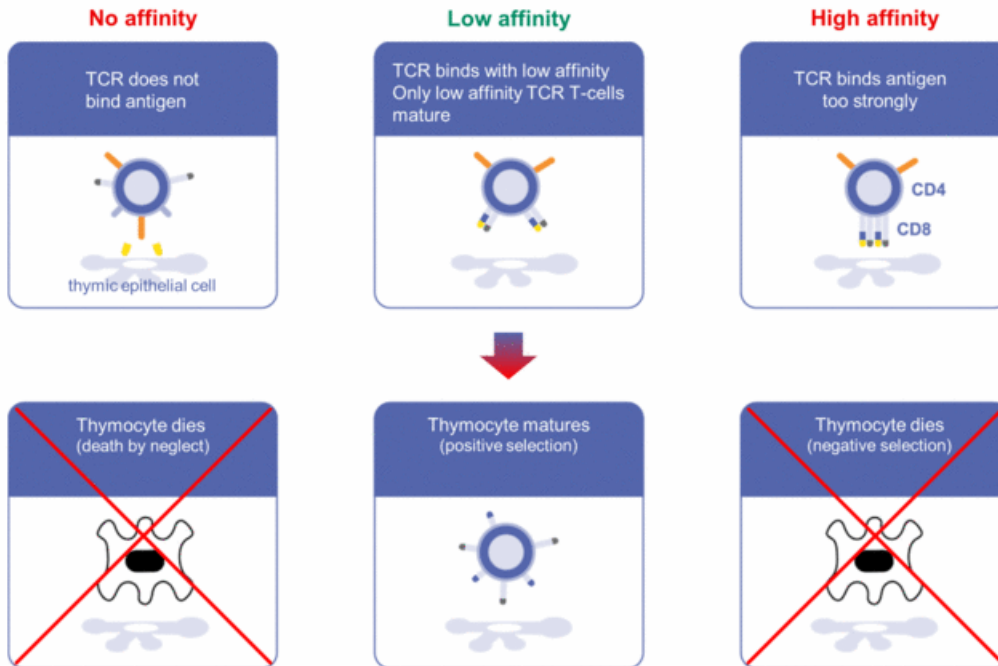 No affinity
Low affinity
High affinity
TCR does not
bind antigen
TCR binds with low affinity
Only low affinity TCR T-cells
mature
TCR binds antigen
too strongly
thymic epithelial cell
CD4
CD8
Thymocyte dies
(death by neglect)
Thymocyte matures
(positive selection)
Thymocyte dies
(negative selection)